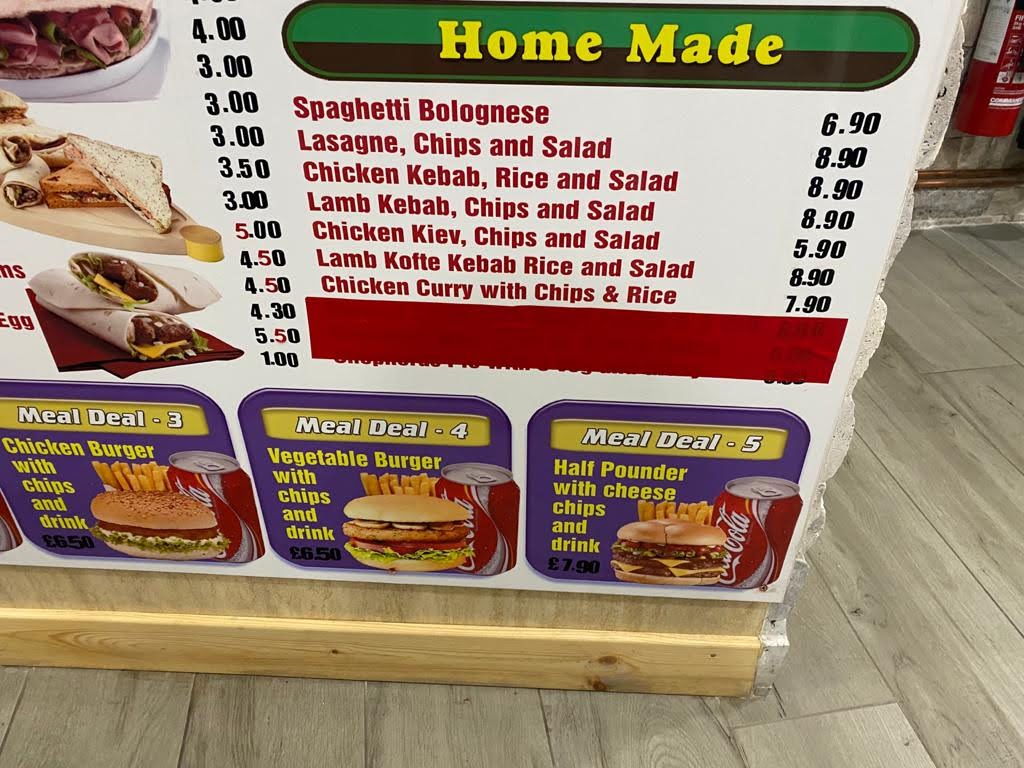 4.00
3.00
3.00
3.00
3.50
3.00
5.00
4.50
4.50
4.30
5.50
1.00
Egg
Home Made
Spaghetti Bolognese 6.90
Lasagne, Chips and Salad 8.90
Chicken Kebab, Rice and Salad 8.90
Lamb Kebab, Chips and Salad 8.90
Chicken Kiev, Chips and Salad 5.90
Lamb Kofte Kebab Rice and Salad 8.90
Chicken Curry with Chips & Rice 7.90
Meal Deal - 3
Chicken Burger
with
chips
and
drink
£6.50
Meal Deal - 4
Vegetable Burger
with
chips
and
drink
£6.50
Meal Deal - 5
Half Pounder
with cheese
chips
and
drink
£7.90
Coca-Cola